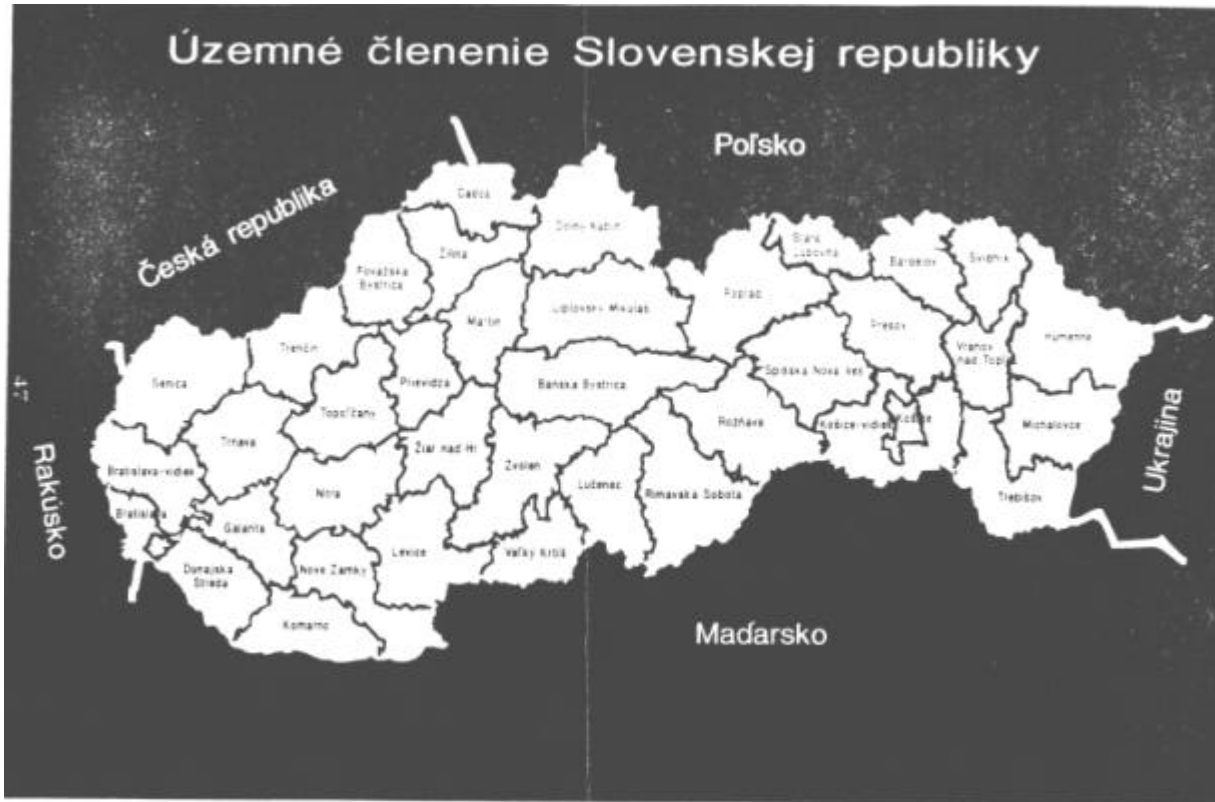 Územné členenie Slovenskej republiky
Poľsko
Česká republika
Čadca
Dolný Kubín
Stará
Ľubovňa
Bardejov
Svidník
Žilina
Považská
Bystrica
Poprad
Liptovský Mikuláš
Martin
Prešov
Humenné
Vranov
nad Topľ
Trenčín
Senica
Prievidza
Banská Bystrica
Spišská Nová Ves
Topoľčany
Trnava
Rožňava
Košice-vidiek
Košice
Michalovce
Žiar nad Hr
Zvolen
Bratislava-vidiek
Nitra
Lučenec
Rimavská Sobota
Trebišov
Bratislava
Galanta
Levice
Veľký Krtíš
Nové Zámky
Dunajská
Streda
Komárno
Rakúsko
Ukrajina
Maďarsko